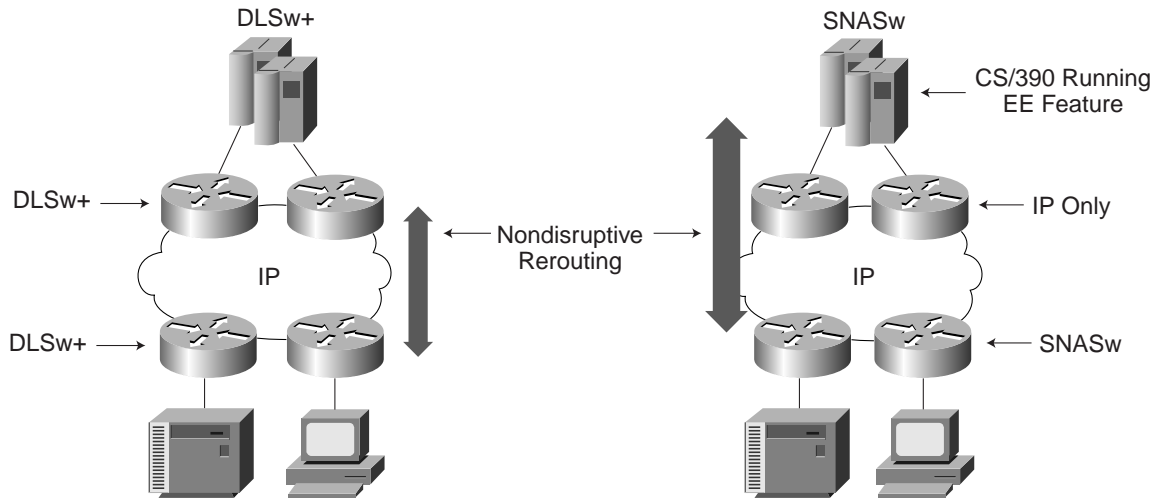 DLSw+
SNASw
CS/390 Running
EE Feature
DLSw+
IP Only
Nondisruptive
Rerouting
IP
IP
DLSw+
SNASw